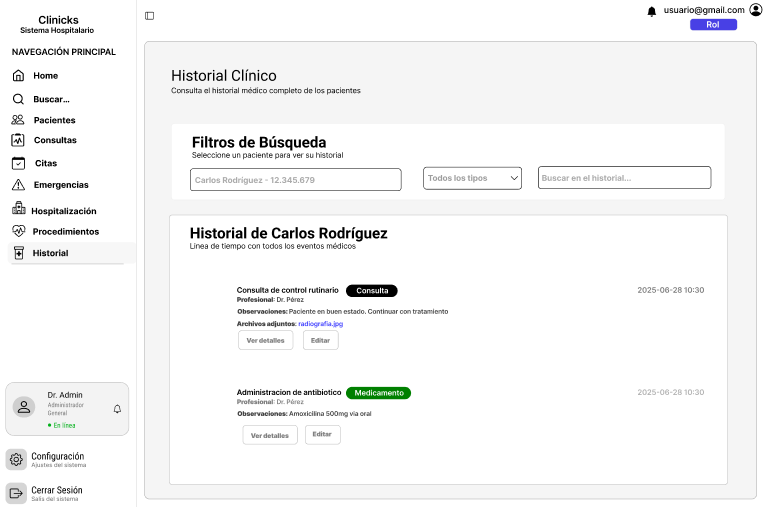 Clinicks
Sistema Hospitalario
NAVEGACIÓN PRINCIPAL
Home
Buscar...
Pacientes
Consultas
Citas
Emergencias
Hospitalización
Procedimientos
Historial
Dr. Admin
Administrador
General
En línea
Configuración
Ajustes del sistema
Cerrar Sesión
Salis del sistema
usuario@gmail.com
Rol
Historial Clínico
Consulta el historial médico completo de los pacientes
Filtros de Búsqueda
Seleccione un paciente para ver su historial
Carlos Rodríguez - 12.345.679 Todos los tipos Buscar en el historial...
Historial de Carlos Rodríguez
Linea de tiempo con todos los eventos médicos
Consulta de control rutinario Consulta 2025-06-28 10:30
Profesional: Dr. Pérez
Observaciones: Paciente en buen estado. Continuar con tratamiento
Archivos adjuntos: radiografia.jpg
Ver detalles Editar
Administracion de antibiotico Medicamento 2025-06-28 10:30
Profesional: Dr. Pérez
Observaciones: Amoxicilina 500mg via oral
Ver detalles Editar